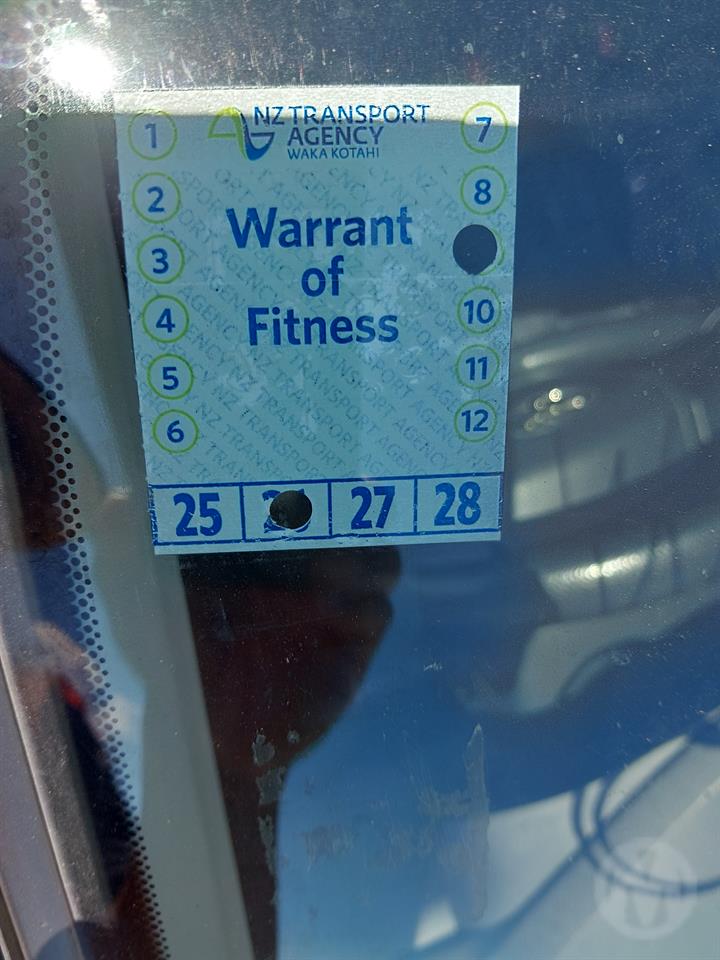 NZ TRANSPORT
AGENCY
WAKA KOTAHI
Warrant
of
Fitness
1
2
3
4
5
6
7
8
10
11
12
25 27 28